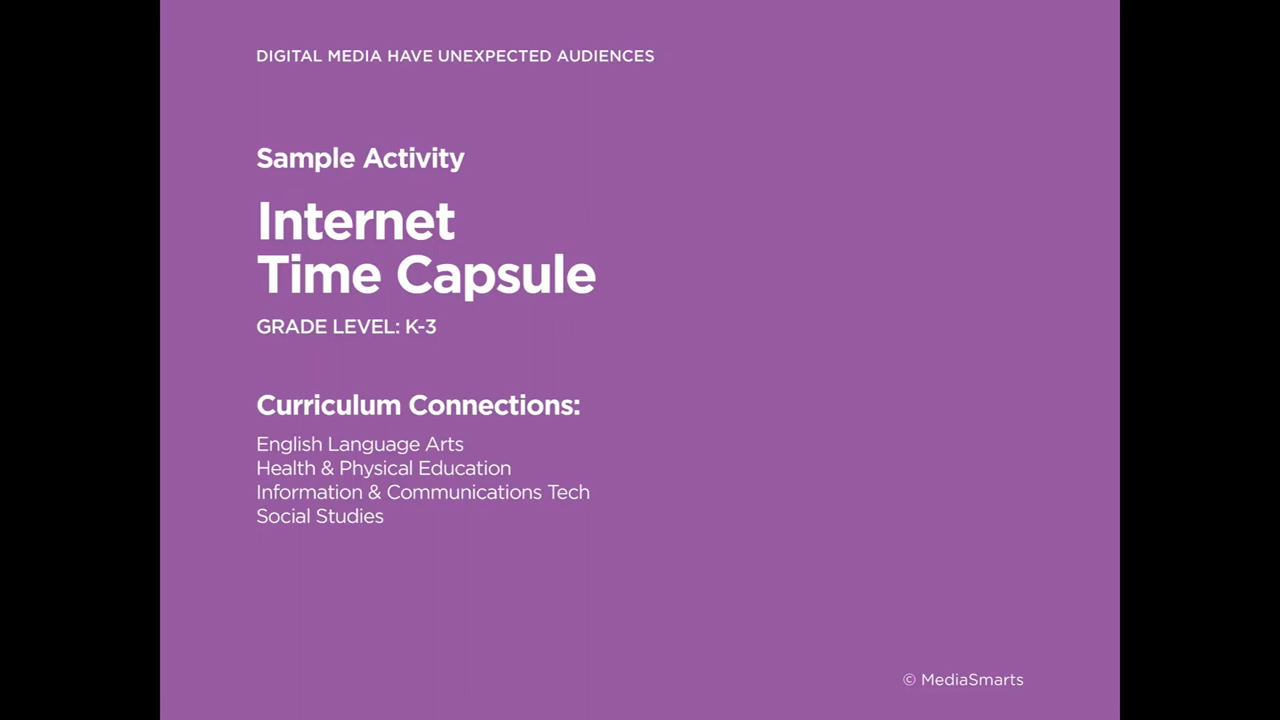 DIGITAL MEDIA HAVE UNEXPECTED AUDIENCES
Sample Activity
Internet
Time Capsule
GRADE LEVEL: K-3
Curriculum Connections:
English Language Arts
Health & Physical Education
Information & Communications Tech
Social Studies
© MediaSmarts